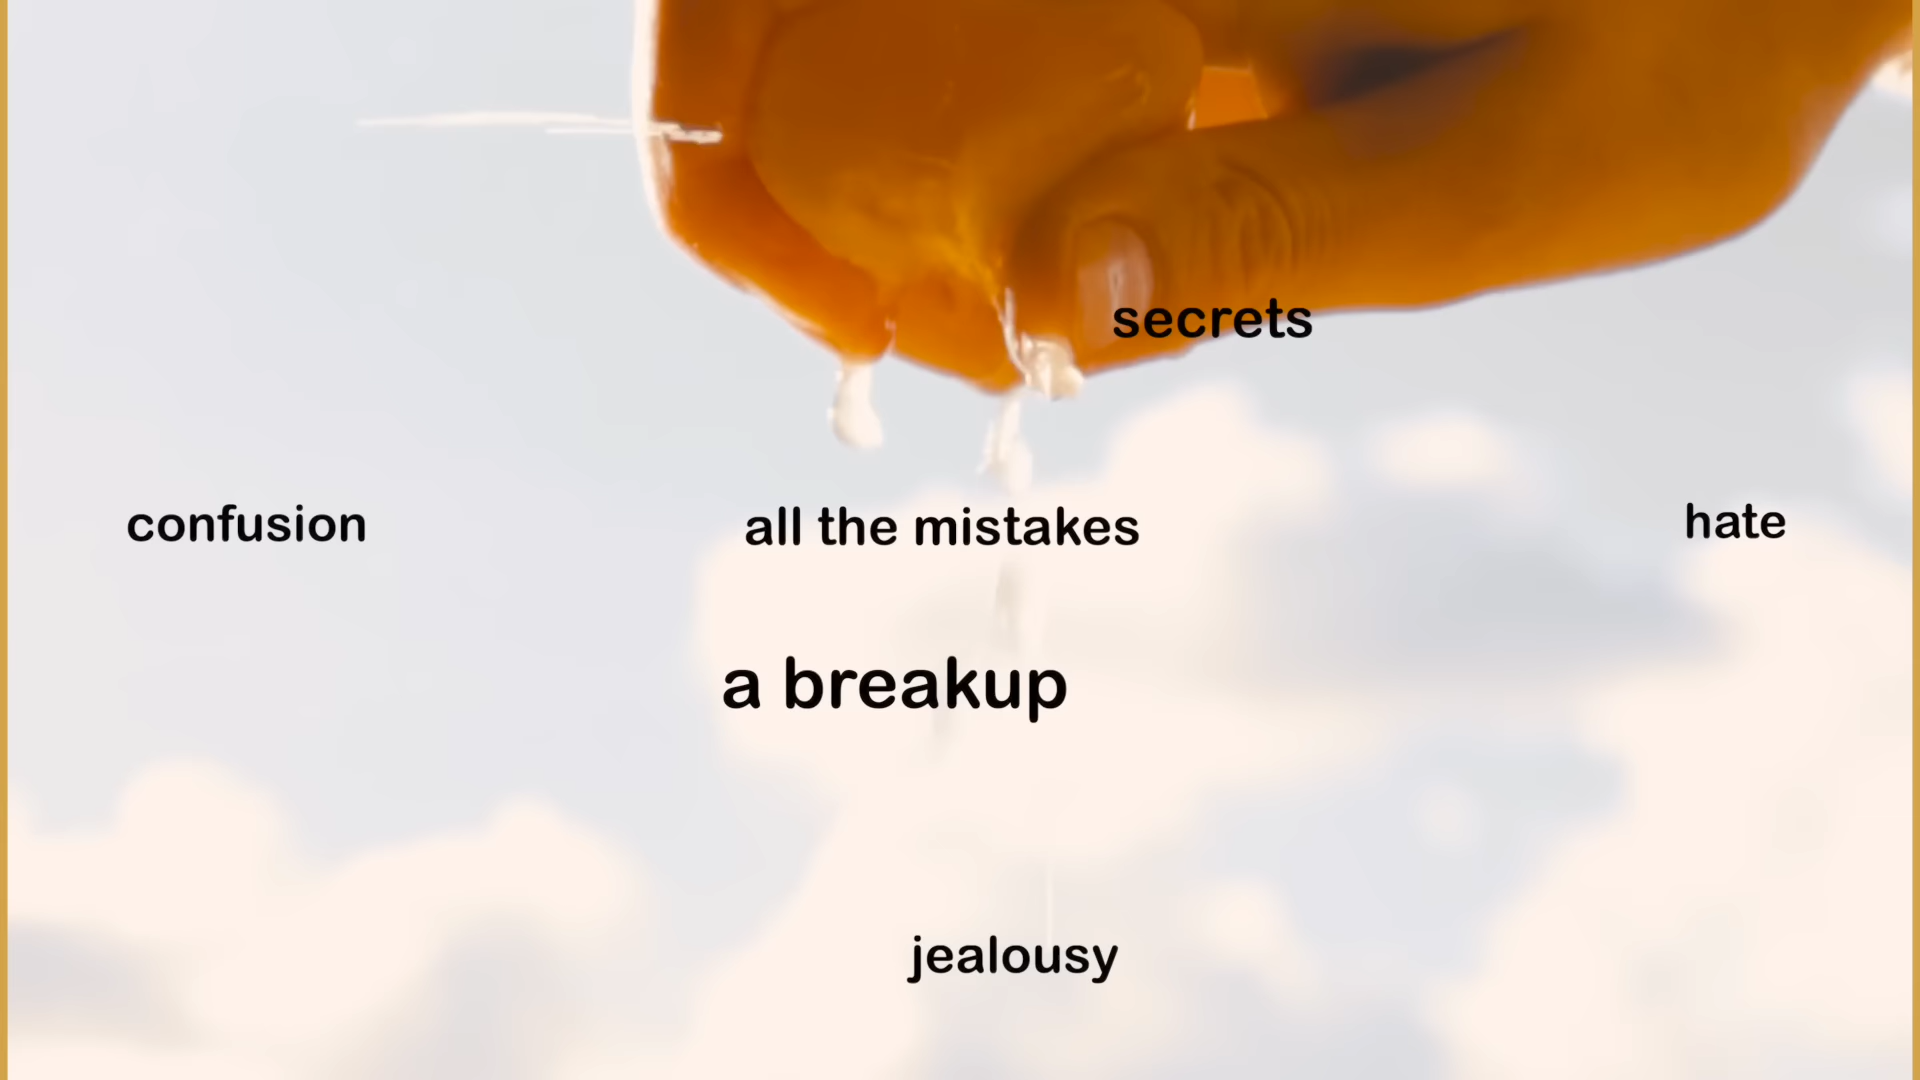 secrets
confusion
all the mistakes
hate
a breakup
jealousy